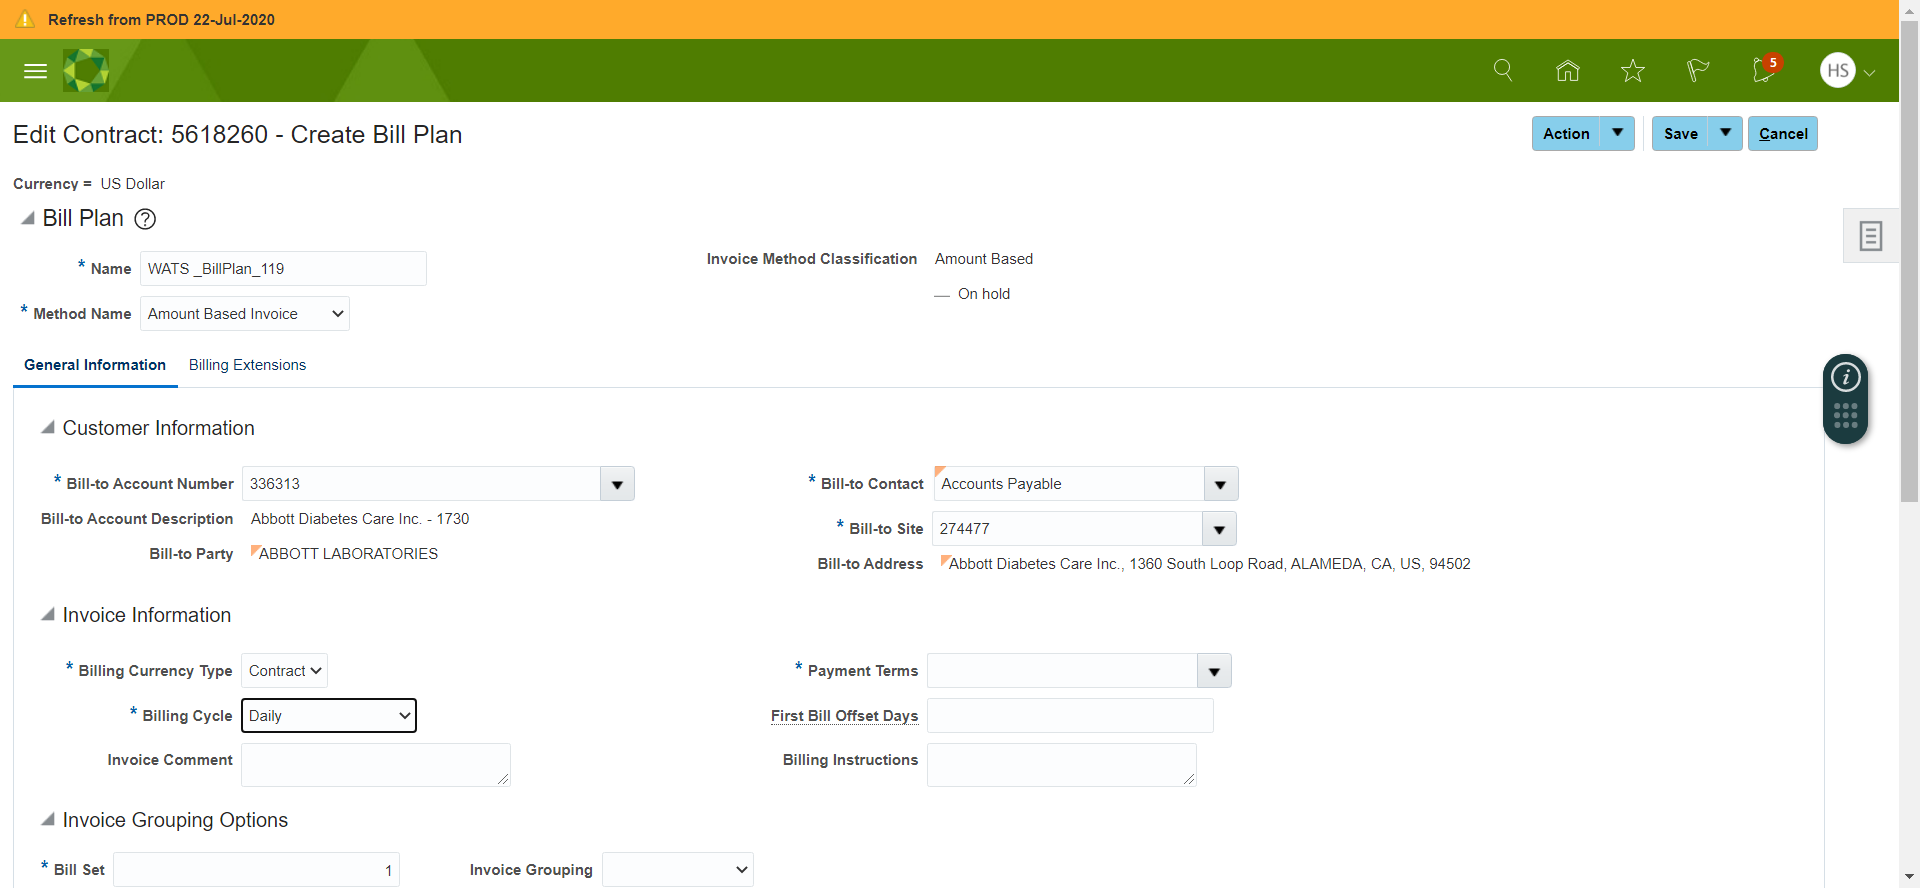 Refresh from PROD 22-Jul-2020
5
HS
Edit Contract: 5618260 - Create Bill Plan
Action
Save
Cancel
Currency = US Dollar
Bill Plan ?
* Name WATS _BillPlan_119
Invoice Method Classification Amount Based
On hold
* Method Name Amount Based Invoice
General Information
Billing Extensions
Customer Information
* Bill-to Account Number 336313
Bill-to Account Description Abbott Diabetes Care Inc. - 1730
Bill-to Party ABBOTT LABORATORIES
* Bill-to Contact Accounts Payable
* Bill-to Site 274477
Bill-to Address Abbott Diabetes Care Inc., 1360 South Loop Road, ALAMEDA, CA, US, 94502
Invoice Information
* Billing Currency Type Contract
* Billing Cycle Daily
Invoice Comment
* Payment Terms
First Bill Offset Days
Billing Instructions
Invoice Grouping Options
* Bill Set 1
Invoice Grouping